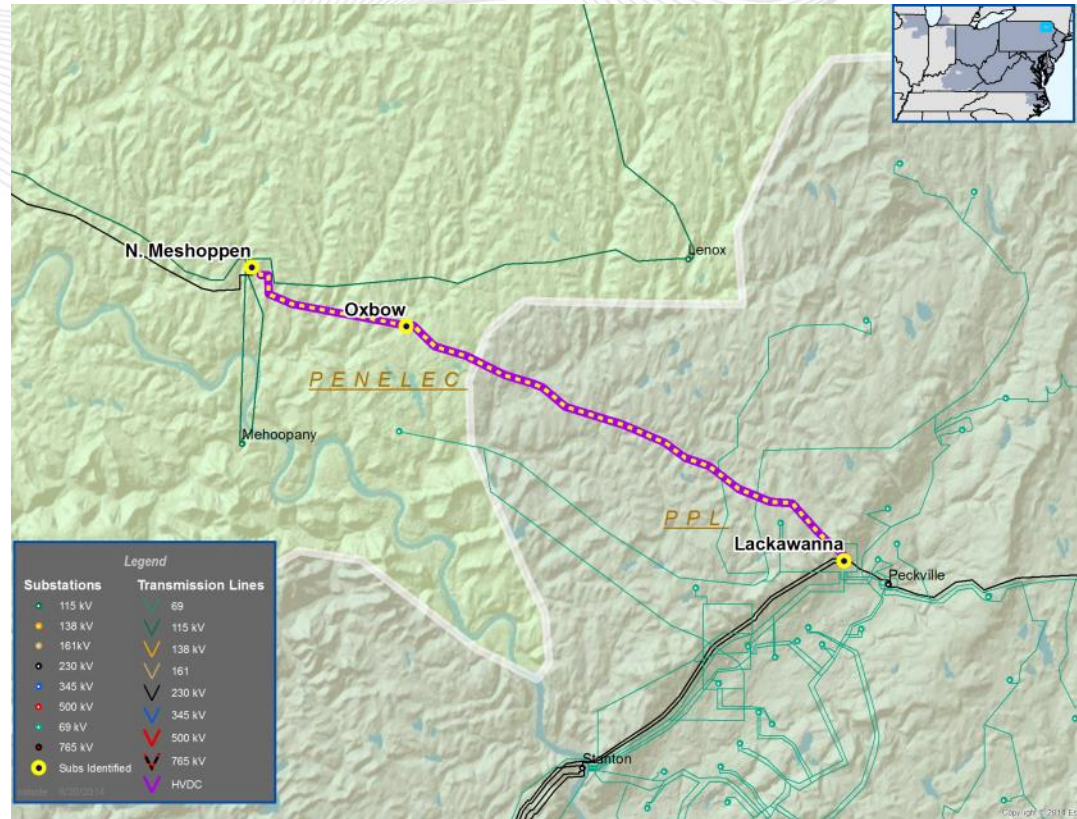 N. Meshoppen
Lenox
Oxbow
PENELEC
Mehoopany
PPL
Lackawanna
Peckville
Stanton
Legend
Substations Transmission Lines
115 kV 69
138 kV 115 kV
161kV 138 kV
230 kV 161
345 kV 230 kV
500 kV 345 kV
69 kV 500 kV
765 kV 765 kV
Subs Identified HVDC
Copyright © 2014